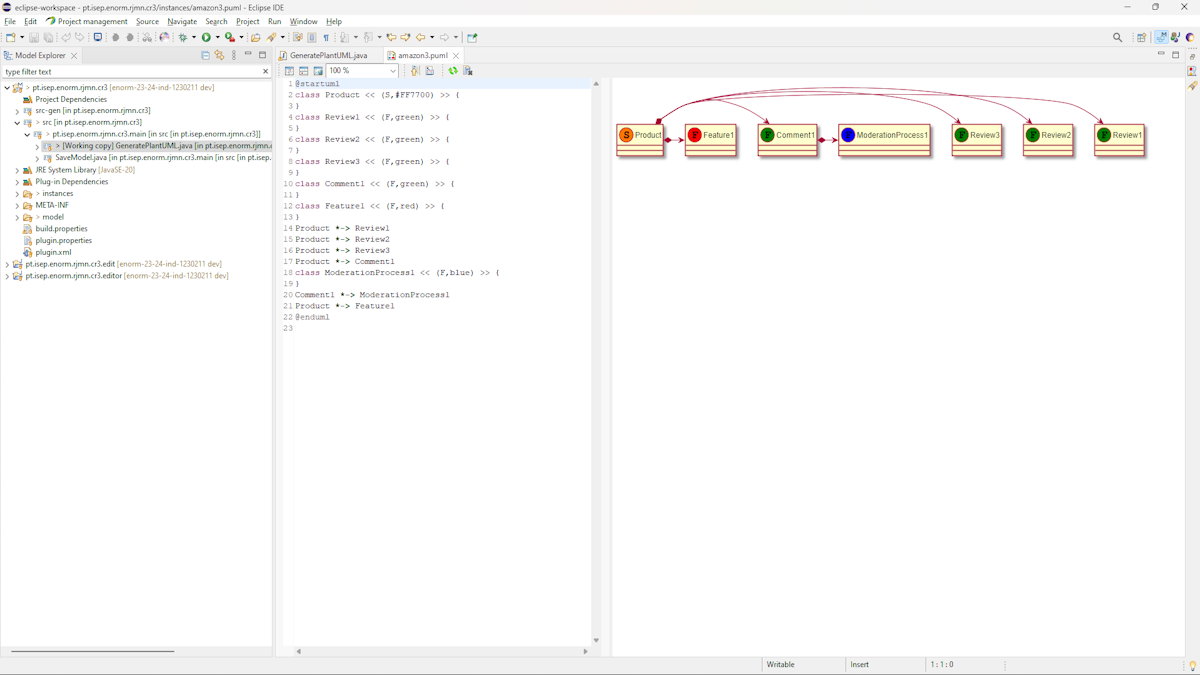 eclipse-workspace - pt.isep.enorm.rjmn.cr3/instances/amazon3.puml - Eclipse IDE
File Edit Project management Source Navigate Search Project Run Window Help
Model Explorer
GeneratePlantUML.java
amazon3.puml
type filter text
100 %
> pt.isep.enorm.rjmn.cr3 [enorm-23-24-ind-1230211 dev]
Project Dependencies
src-gen [in pt.isep.enorm.rjmn.cr3]
> src [in pt.isep.enorm.rjmn.cr3]
> pt.isep.enorm.rjmn.cr3.main [in src [in pt.isep.enorm.rjmn.cr3]]
> [Working copy] GeneratePlantUML.java [in pt.isep.enorm.rjmn.c
SaveModel.java [in pt.isep.enorm.rjmn.cr3.main [in src [in pt.isep.
JRE System Library [JavaSE-20]
Plug-in Dependencies
> instances
META-INF
> model
build.properties
plugin.properties
plugin.xml
pt.isep.enorm.rjmn.cr3.edit [enorm-23-24-ind-1230211 dev]
pt.isep.enorm.rjmn.cr3.editor [enorm-23-24-ind-1230211 dev]
1 @startuml
2 class Product << (S,#FF7700) >> {
3 }
4 class Review1 << (F,green) >> {
5 }
6 class Review2 << (F,green) >> {
7 }
8 class Review3 << (F,green) >> {
9 }
10 class Comment1 << (F,green) >> {
11 }
12 class Feature1 << (F,red) >> {
13 }
14 Product *-> Review1
15 Product *-> Review2
16 Product *-> Review3
17 Product *-> Comment1
18 class ModerationProcess1 << (F,blue) >> {
19 }
20 Comment1 *-> ModerationProcess1
21 Product *-> Feature1
22 @enduml
23
S Product F Feature1 F Comment1 F ModerationProcess1 F Review3 F Review2 F Review1
Writable Insert 1 : 1 : 0